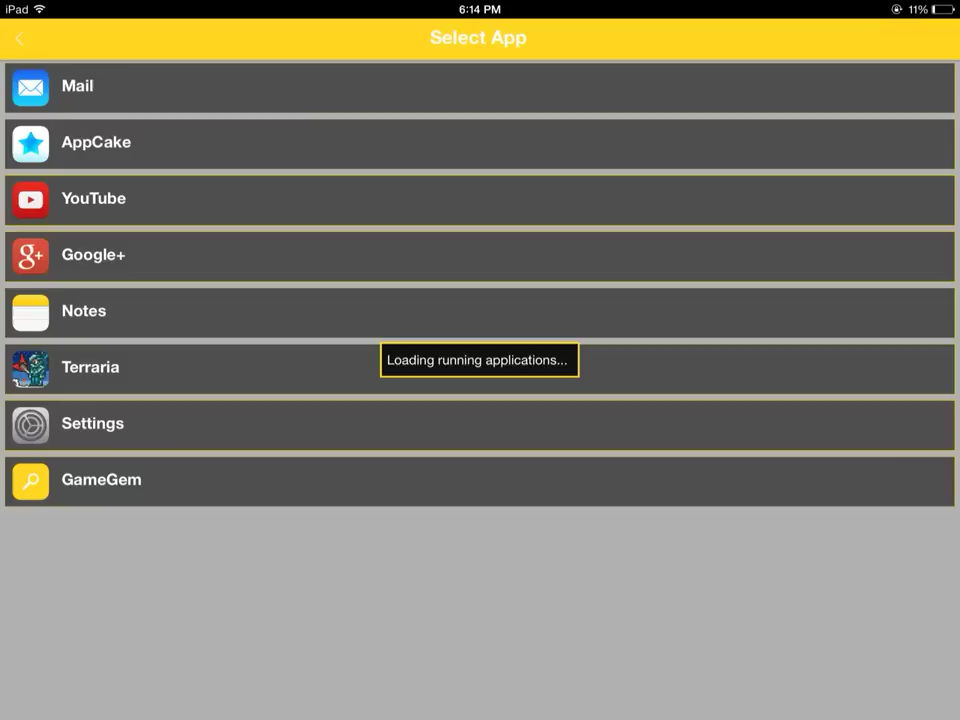 iPad 6:14 PM 11%
Select App
Mail
AppCake
YouTube
Google+
Notes
Terraria
Loading running applications...
Settings
GameGem